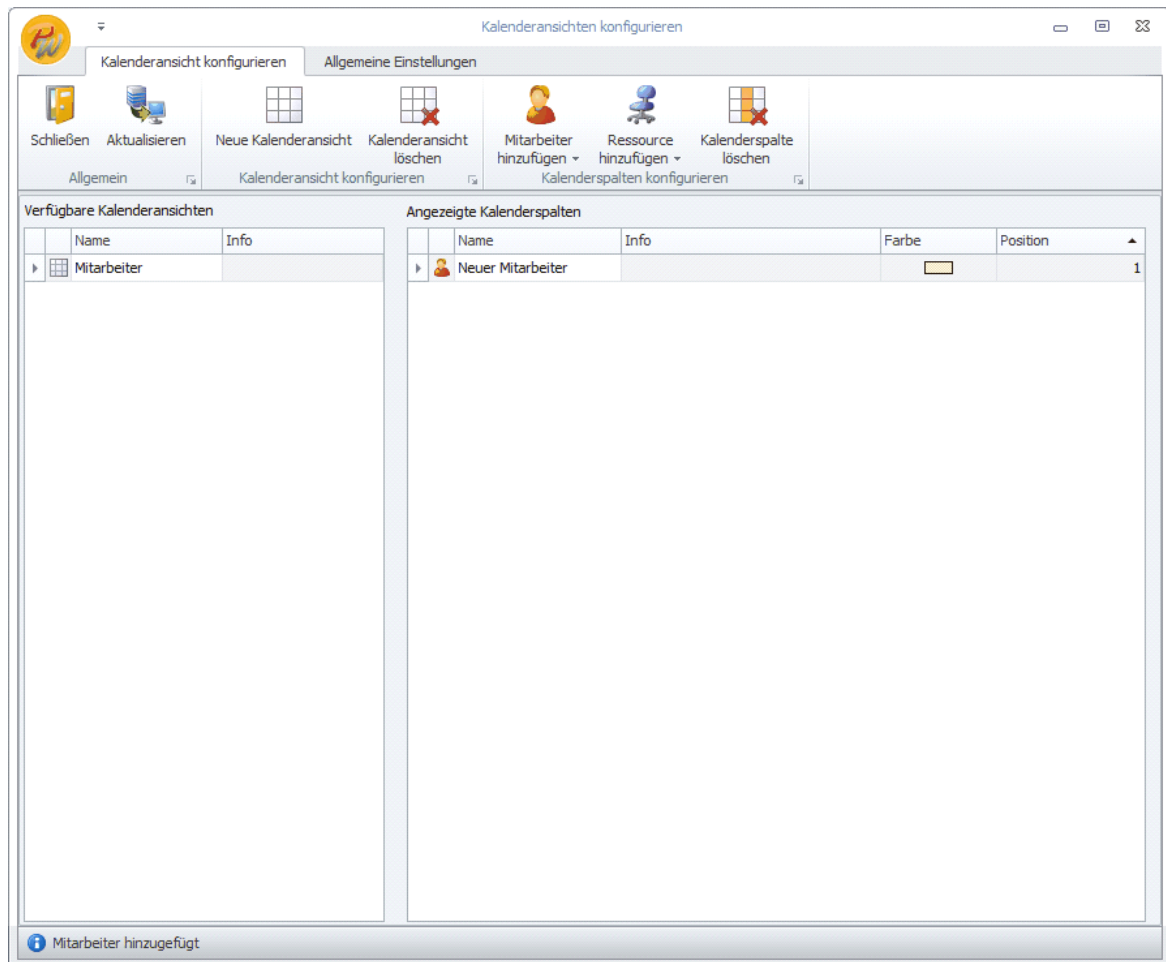 PW
Kalenderansichten konfigurieren
Kalenderansicht konfigurieren Allgemeine Einstellungen
Schließen Aktualisieren Neue Kalenderansicht Kalenderansicht löschen Mitarbeiter hinzufügen Ressource hinzufügen Kalenderspalte löschen
Allgemein Kalenderansicht konfigurieren Kalenderspalten konfigurieren
Verfügbare Kalenderansichten
Name Info
Mitarbeiter
Angezeigte Kalenderspalten
Name Info Farbe Position
Neuer Mitarbeiter 1
Mitarbeiter hinzugefügt